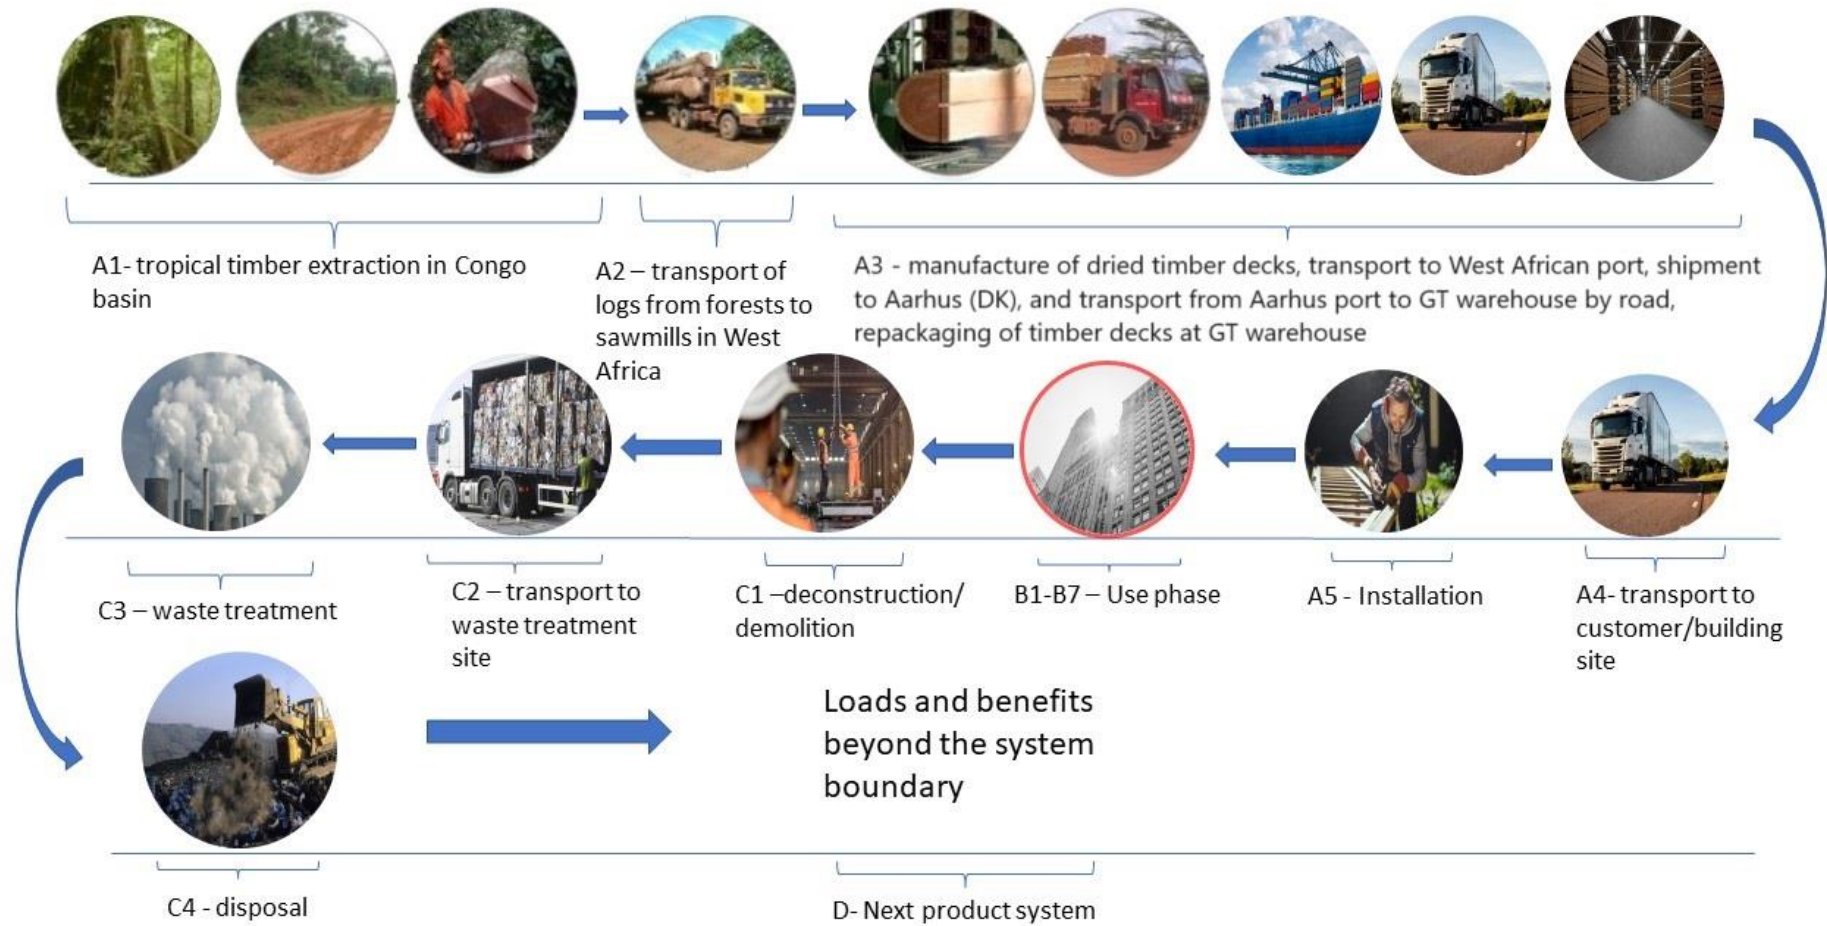 A1- tropical timber extraction in Congo
basin
A2 – transport of
logs from forests to
sawmills in West
Africa
A3 - manufacture of dried timber decks, transport to West African port, shipment
to Aarhus (DK), and transport from Aarhus port to GT warehouse by road,
repackaging of timber decks at GT warehouse
C3 – waste treatment
C2 – transport to
waste treatment
site
C1 –deconstruction/
demolition
B1-B7 – Use phase
A5 - Installation
A4- transport to
customer/building
site
Loads and benefits
beyond the system
boundary
C4 - disposal
D- Next product system